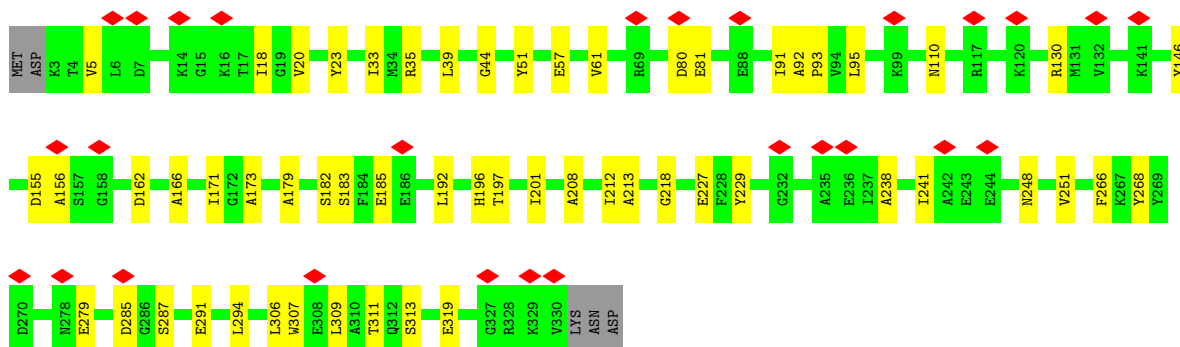 MET ASP K3 T4 V5 L6 D7 K14 G15 K16 T17 I18 G19 V20 Y23 I33 M34 R35 L39 G44 Y51 E57 V61 R69 D80 E81 E88 I91 A92 P93 V94 L95 K99 N110 R117 K120 R130 M131 V132 K141 Y146
D155 A156 S157 G158 D162 A166 I171 G172 A173 A179 S182 S183 F184 E185 E186 L192 H196 T197 I201 A208 I212 A213 G218 E227 F228 Y229 G232 A235 E236 I237 A238 I241 A242 E243 E244 N248 V251 F266 K267 Y268 Y269
D270 N278 E279 D285 G286 S287 E291 L294 L306 W307 E308 L309 A310 T311 Q312 S313 E319 G327 R328 K329 V330 LYS ASN ASP